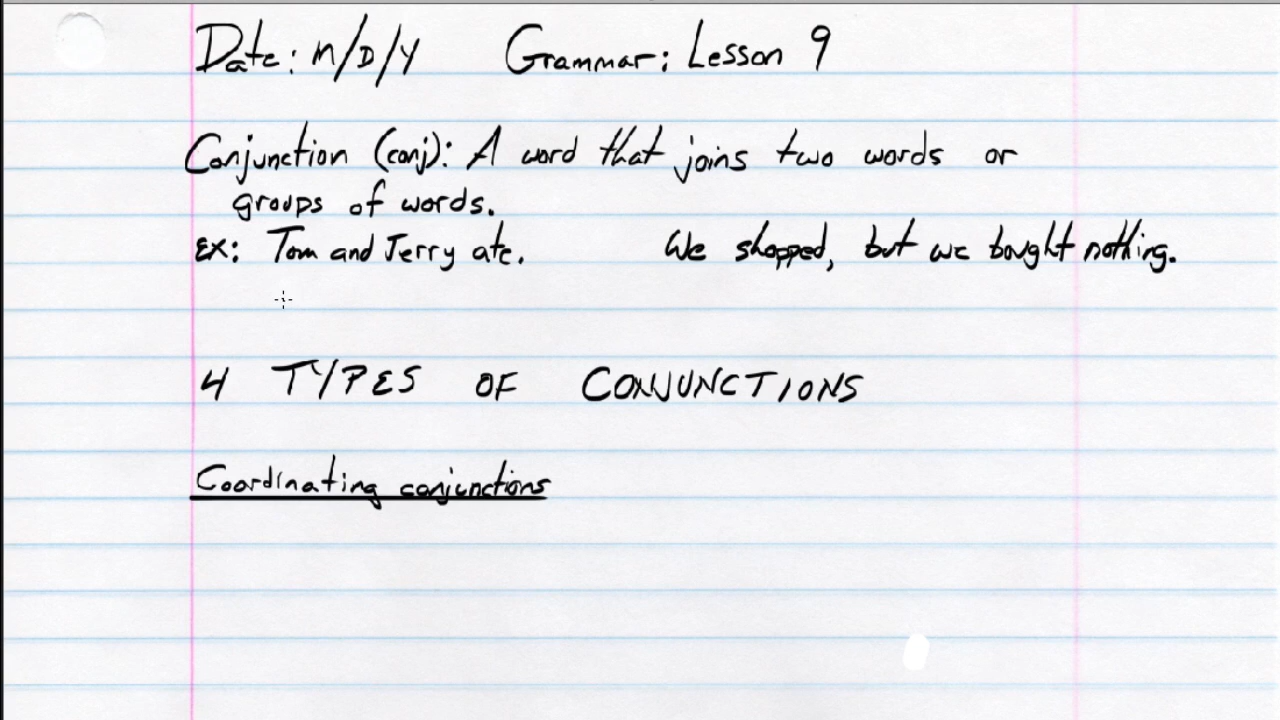 Date: M/D/Y Grammar: Lesson 9
Conjunction (conj): A word that joins two words or
groups of words.
EX: Tom and Jerry ate. We shopped, but we bought nothing.
4 TYPES OF CONJUNCTIONS
Coordinating conjunctions